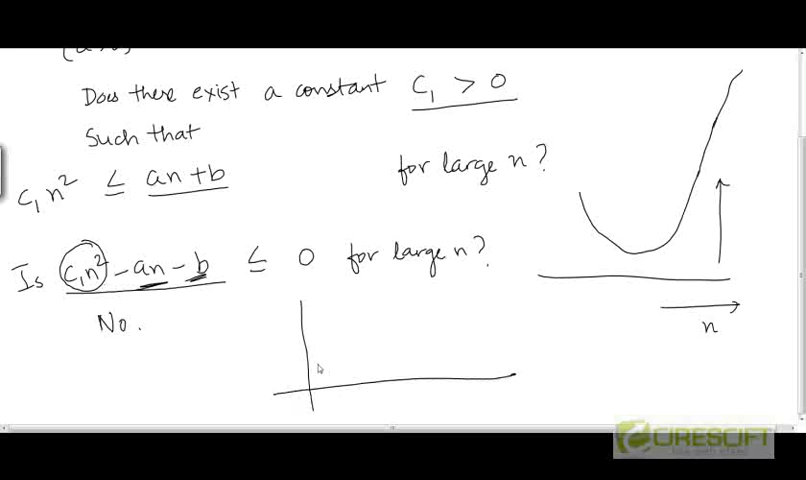 Does there exist a constant C₁ > 0
Such that
C₁n² ≤ an+b for large n?
Is C₁n² - an - b ≤ 0 for large n?
No.
n
CIRESCIFT